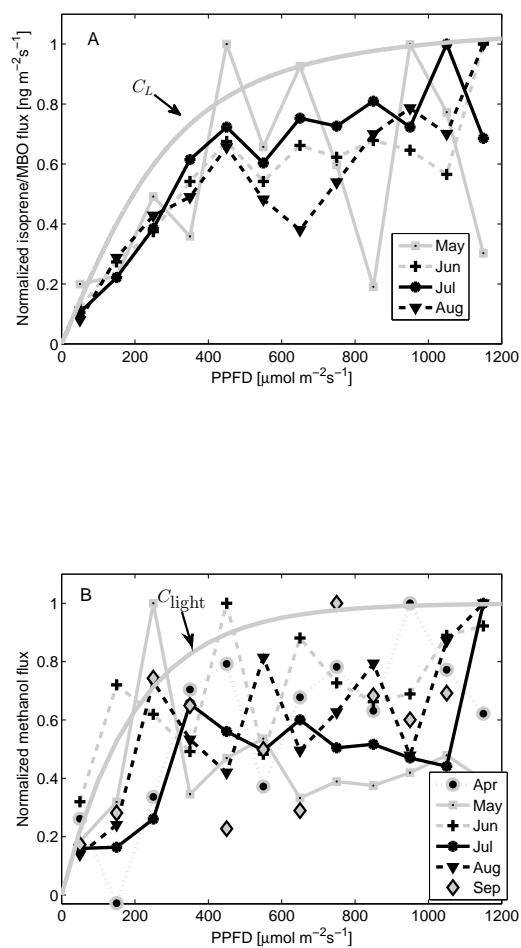 A
Normalized isoprene/MBO flux [ng m−2s−1]
1
0.8
0.6
0.4
0.2
0
C_L
May
Jun
Jul
Aug
0 200 400 600 800 1000 1200
PPFD [μmol m−2s−1]
B
Normalized methanol flux
1
0.8
0.6
0.4
0.2
0
C_light
Apr
May
Jun
Jul
Aug
Sep
0 200 400 600 800 1000 1200
PPFD [μmol m−2s−1]